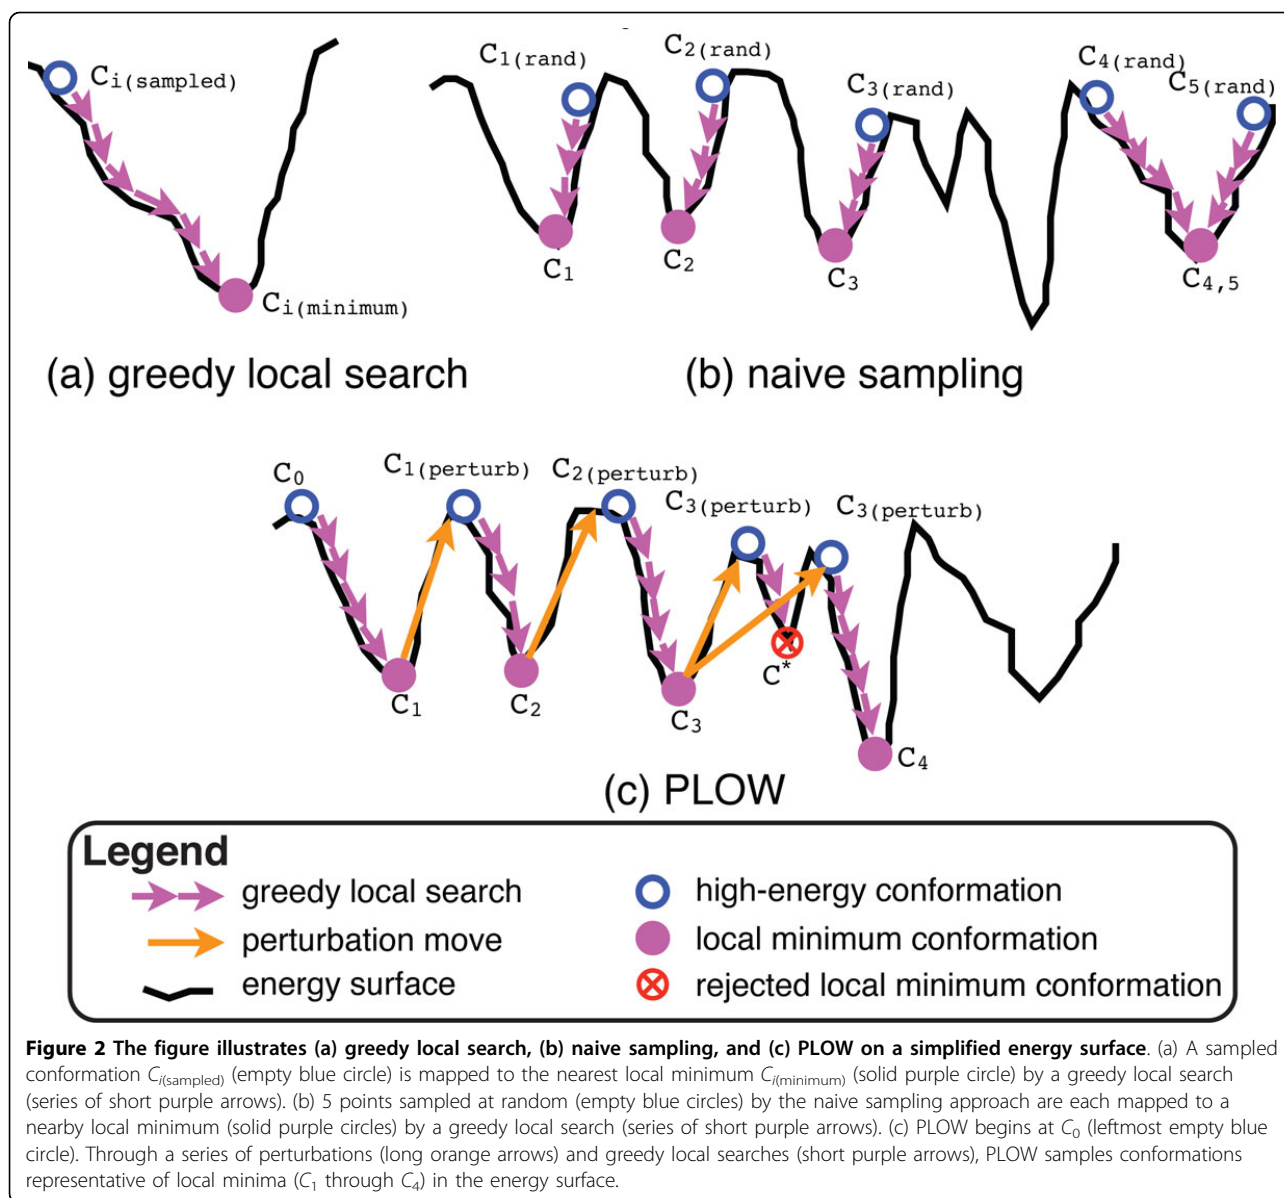 C1(rand)
C2(rand)
C3(rand)
C4(rand)
C5(rand)
Ci(sampled)
C1
C2
C3
C4,5
Ci(minimum)
(a) greedy local search
(b) naive sampling
C0
C1(perturb)
C2(perturb)
C3(perturb)
C3(perturb)
C1
C2
C3
C*
C4
(c) PLOW
Legend
greedy local search
high-energy conformation
perturbation move
local minimum conformation
energy surface
rejected local minimum conformation
Figure 2 The figure illustrates (a) greedy local search, (b) naive sampling, and (c) PLOW on a simplified energy surface. (a) A sampled
conformation Ci(sampled) (empty blue circle) is mapped to the nearest local minimum Ci(minimum) (solid purple circle) by a greedy local search
(series of short purple arrows). (b) 5 points sampled at random (empty blue circles) by the naive sampling approach are each mapped to a
nearby local minimum (solid purple circles) by a greedy local search (series of short purple arrows). (c) PLOW begins at C0 (leftmost empty blue
circle). Through a series of perturbations (long orange arrows) and greedy local searches (short purple arrows), PLOW samples conformations
representative of local minima (C1 through C4) in the energy surface.